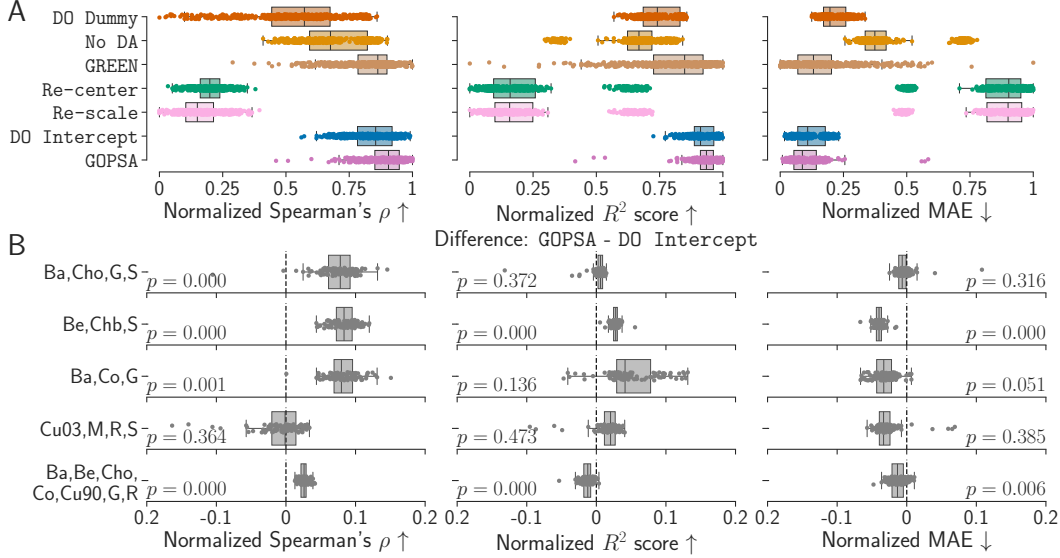 A
DO Dummy
No DA
GREEN
Re-center
Re-scale
DO Intercept
GOPSA
0 0.25 0.5 0.75 1
Normalized Spearman's ρ ↑
0 0.25 0.5 0.75 1
Normalized R² score ↑
0 0.25 0.5 0.75 1
Normalized MAE ↓
B
Difference: GOPSA - DO Intercept
Ba,Cho,G,S
p = 0.000
p = 0.372
p = 0.316
Be,Chb,S
p = 0.000
p = 0.000
p = 0.000
Ba,Co,G
p = 0.001
p = 0.136
p = 0.051
Cu03,M,R,S
p = 0.364
p = 0.473
p = 0.385
Ba,Be,Cho,
Co,Cu90,G,R
p = 0.000
p = 0.000
p = 0.006
0.2 -0.1 0 0.1 0.2
Normalized Spearman's ρ ↑
0.2 -0.1 0 0.1 0.2
Normalized R² score ↑
0.2 -0.1 0 0.1 0.2
Normalized MAE ↓